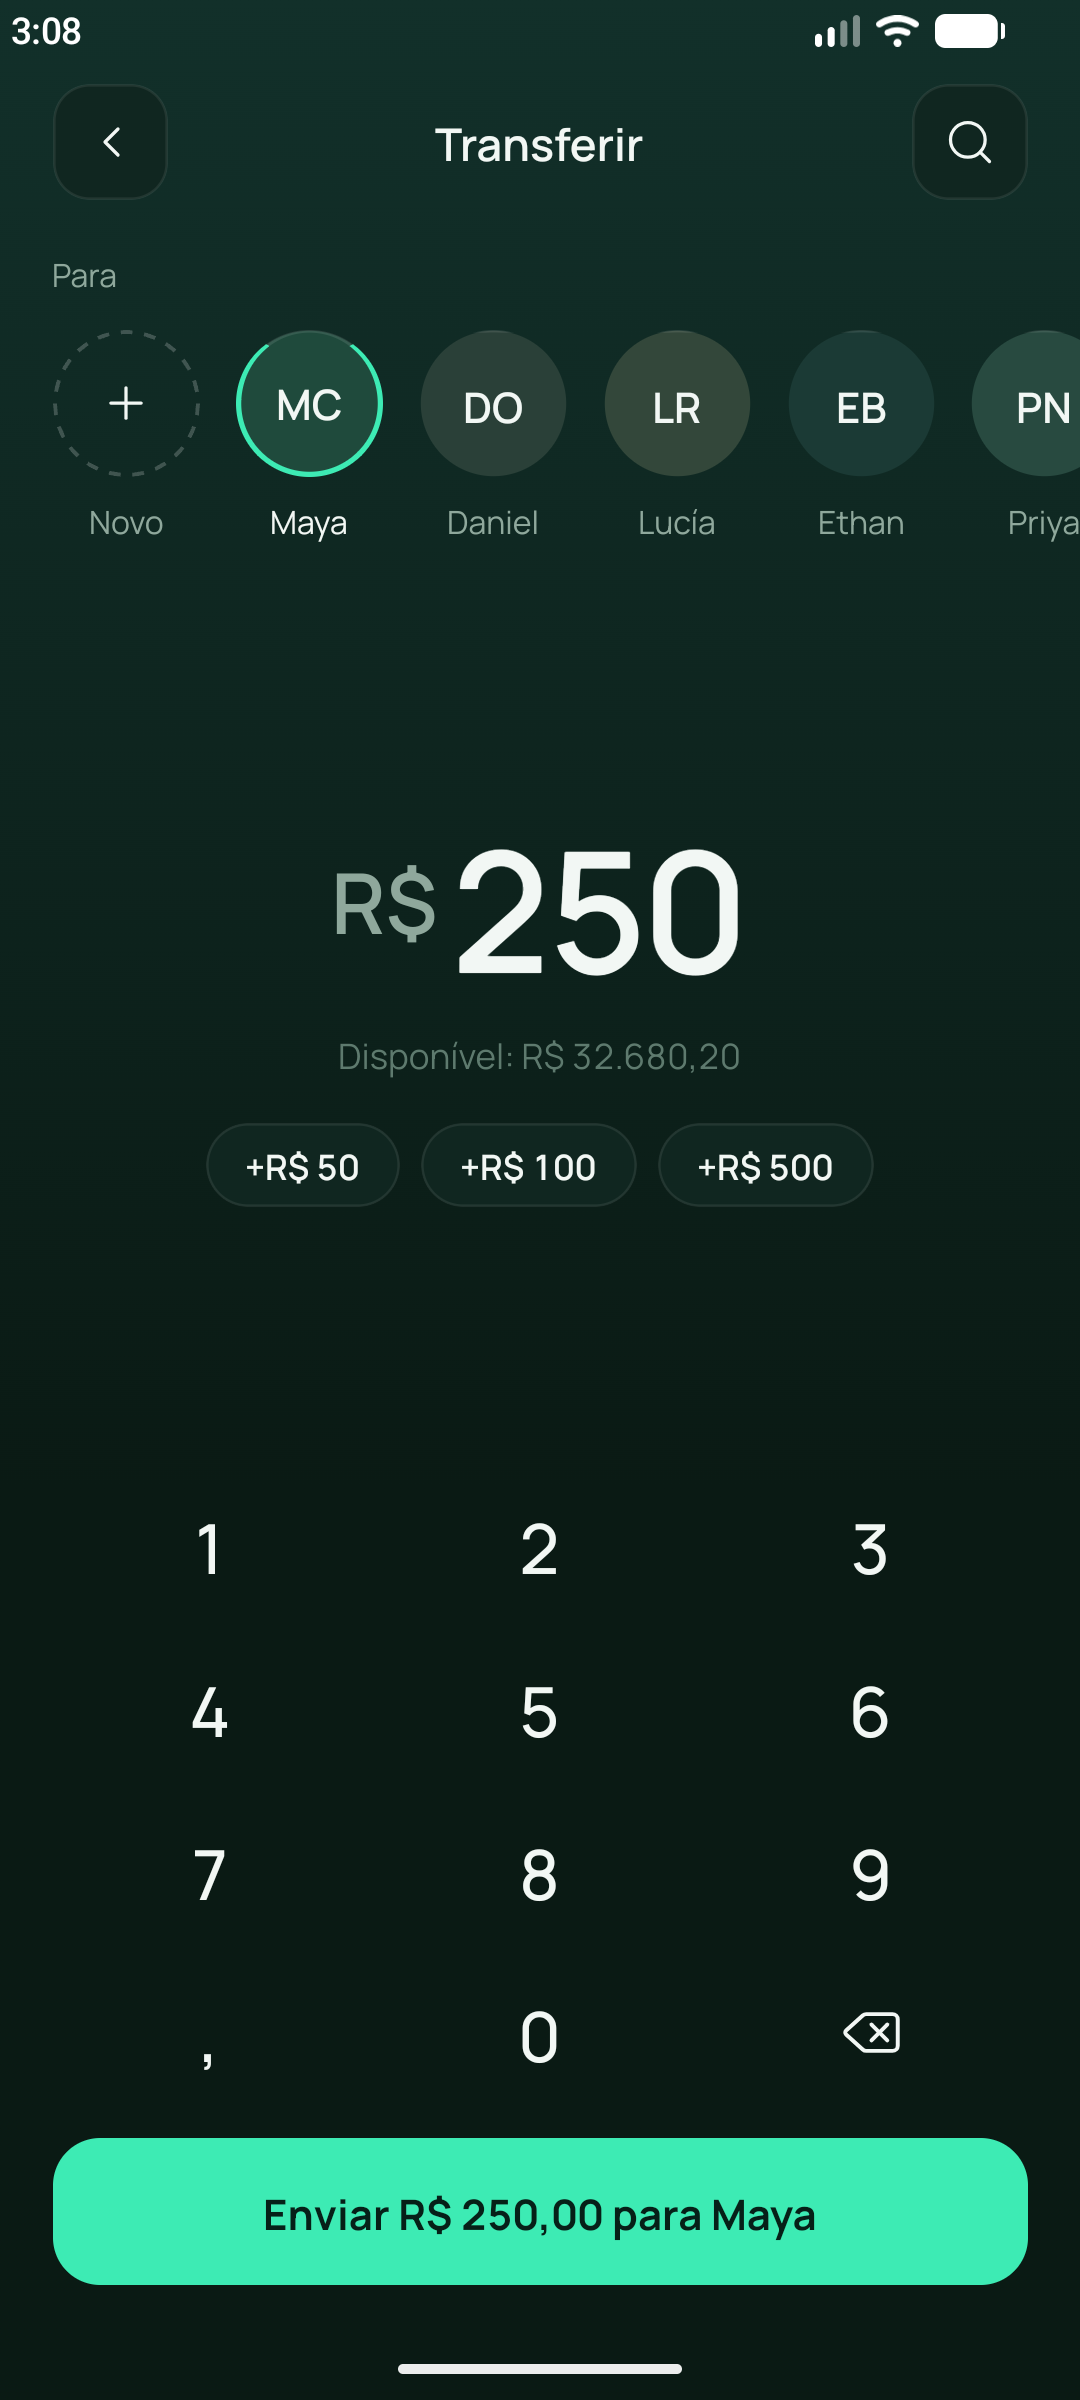 3:08
Transferir
Para
MC DO LR EB PN
Novo Maya Daniel Lucía Ethan Priya
R$ 250
Disponível: R$ 32.680,20
+R$ 50 +R$ 100 +R$ 500
1 2 3
4 5 6
7 8 9
, 0
Enviar R$ 250,00 para Maya